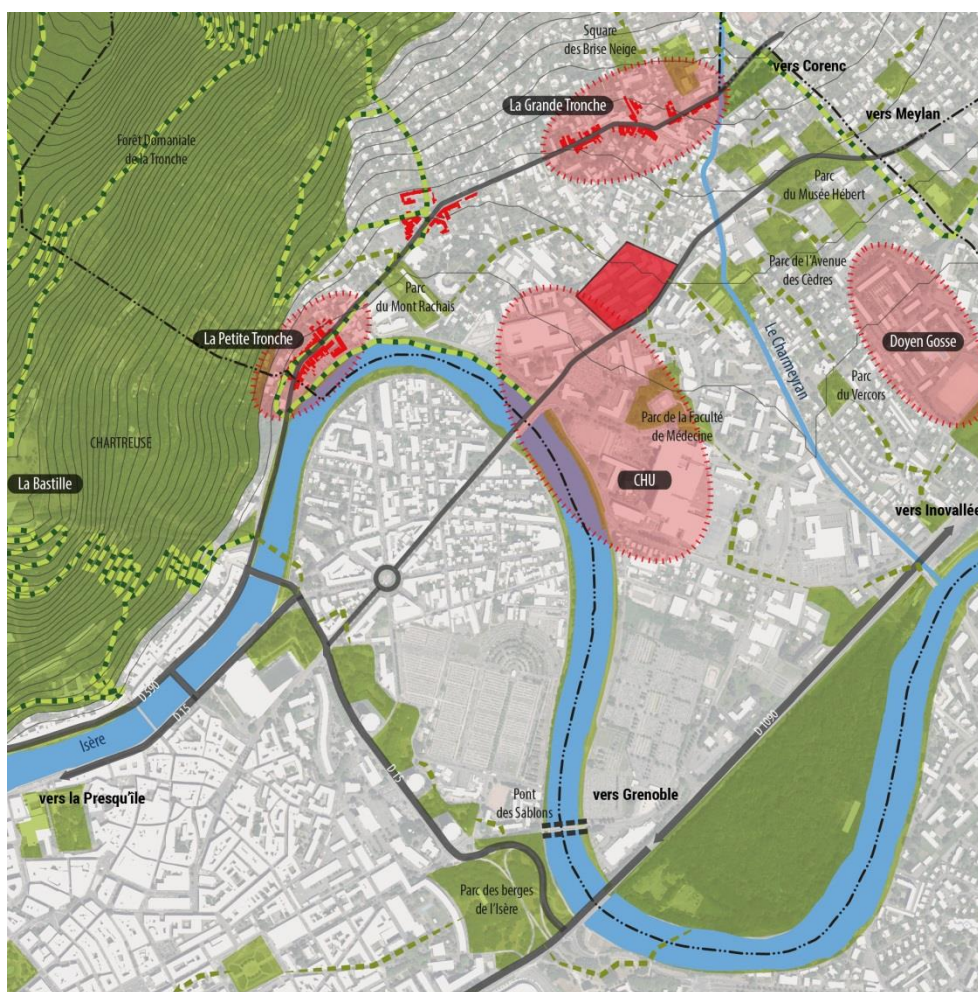 Square
des Brise Neige
vers Corenc
La Grande Tronche
vers Meylan
Forêt Domaniale
de la Tronche
Parc
du Musée Hébert
Parc de l'Avenue
des Cèdres
Parc
du Mont Rachais
La Petite Tronche
Doyen Gosse
Le Charmeyran
Parc
du Vercors
Parc de la Faculté
de Médecine
CHARTREUSE
La Bastille
CHU
vers Inovallée
D 590
D 15
Isère
D 1090
D 15
vers la Presqu'île
Pont
des Sablons
vers Grenoble
Parc des berges
de l'Isère